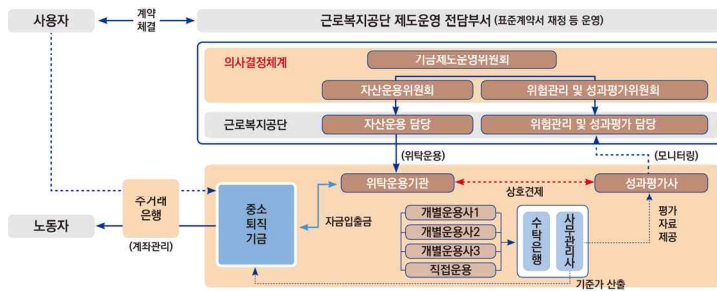 사용자
계약
체결
근로복지공단 제도운영 전담부서 (표준계약서 재정 등 운영)
의사결정체계
기금제도운영위원회
자산운용위원회
위험관리 및 성과평가위원회
근로복지공단
자산운용 담당
위험관리 및 성과평가 담당
(위탁운용)
(모니터링)
위탁운용기관
상호견제
성과평가사
주거래
은행
(계좌관리)
노동자
중소
퇴직
기금
자금입출금
개별운용사1
개별운용사2
개별운용사3
직접운용
수탁은행
사무관리사
평가
자료
제공
기준가 산출